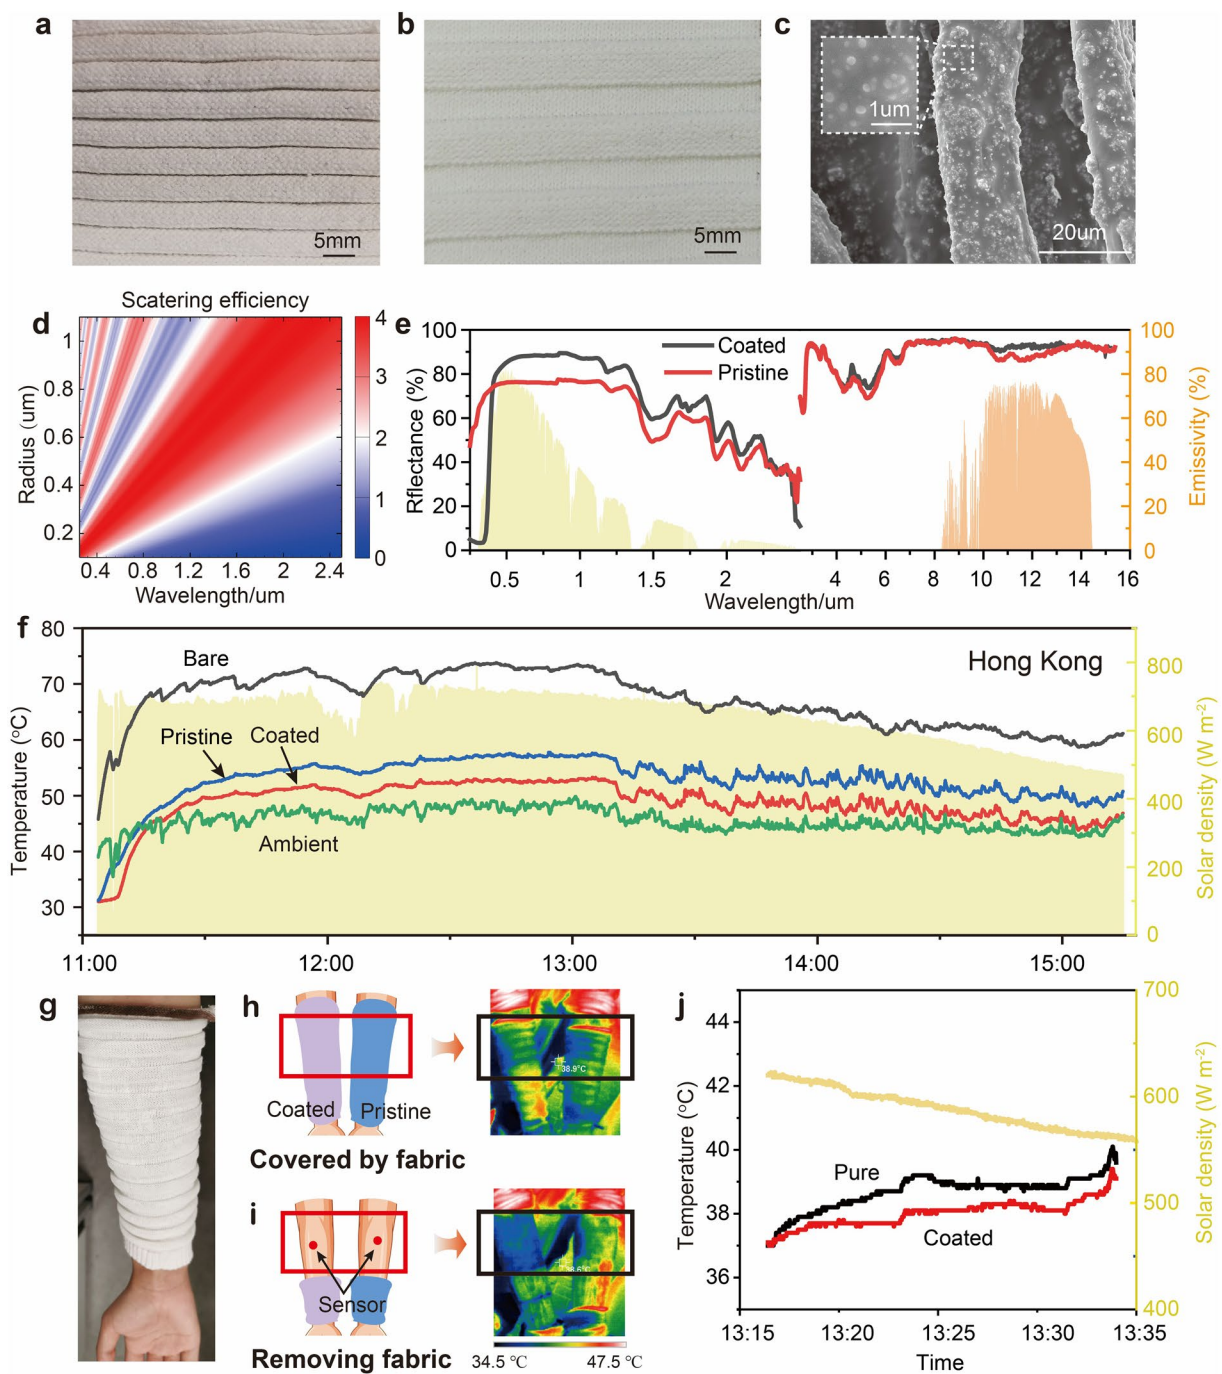 a
b
c
5mm
5mm
1um
20um
Scatering efficiency
d
Radius (um)
1
0.8
0.6
0.4
0.2
0.4 0.8 1.2 1.6 2 2.4
Wavelength/um
4
3
2
1
0
e
Rflectance (%)
100
80
60
40
20
0
Coated
Pristine
0.5 1 1.5 2 4 6 8 10 12 14 16
Wavelength/um
100
80
60
40
20
0
Emissivity (%)
f
Temperature (°C)
80
70
60
50
40
30
Bare
Pristine Coated
Ambient
Hong Kong
800
600
400
200
0
Solar density (W m-2)
11:00 12:00 13:00 14:00 15:00
g
h
Coated Pristine
38.9°C
Covered by fabric
i
Sensor
Removing fabric
34.5 ℃ 47.5 ℃
j
Temperature (°C)
44
42
40
38
36
Pure
Coated
700
600
500
400
Solar density (W m-2)
13:15 13:20 13:25 13:30 13:35
Time